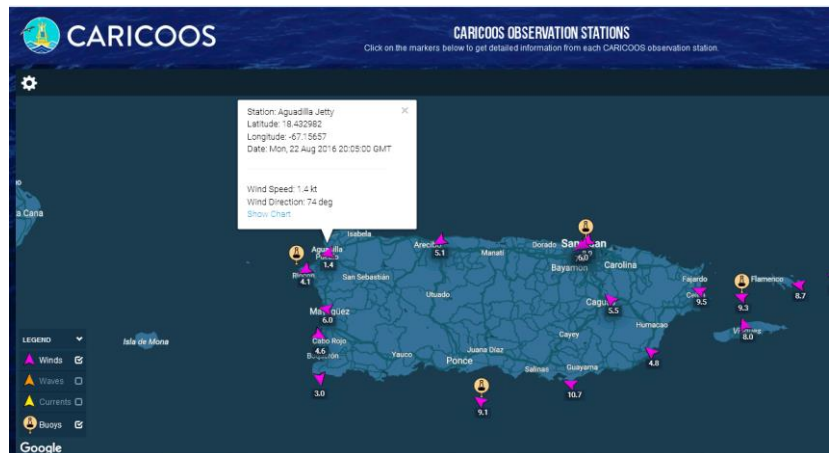 CARICOOS
CARICOOS OBSERVATION STATIONS
Click on the markers below to get detailed information from each CARICOOS observation station.
Station: Aguadilla Jetty
Latitude: 18.432982
Longitude: -67.15657
Date: Mon, 22 Aug 2016 20:05:00 GMT
Wind Speed: 1.4 kt
Wind Direction: 74 deg
Show Chart
a Cana
Isabela
Arecibo
5.1
Manatí
Dorado
Bayamón
Carolina
1.4
4.1
San Sebastián
Utuado
Fajardo
9.5
9.3
Flamenco
8.7
6.0
Caguas
5.5
Humacao
8.0
Isla de Mona
Cabo Rojo
4.6
Boquerón
Yauco
Juana Díaz
Ponce
Cayey
Salinas
Guayama
4.8
3.0
9.1
10.7
LEGEND
Winds
Waves
Currents
Buoys
Google